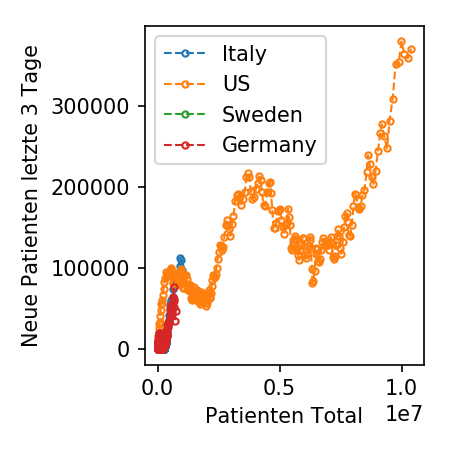 Italy
US
Sweden
Germany
Neue Patienten letzte 3 Tage
300000
200000
100000
0
0.0
0.5
1.0
1e7
Patienten Total